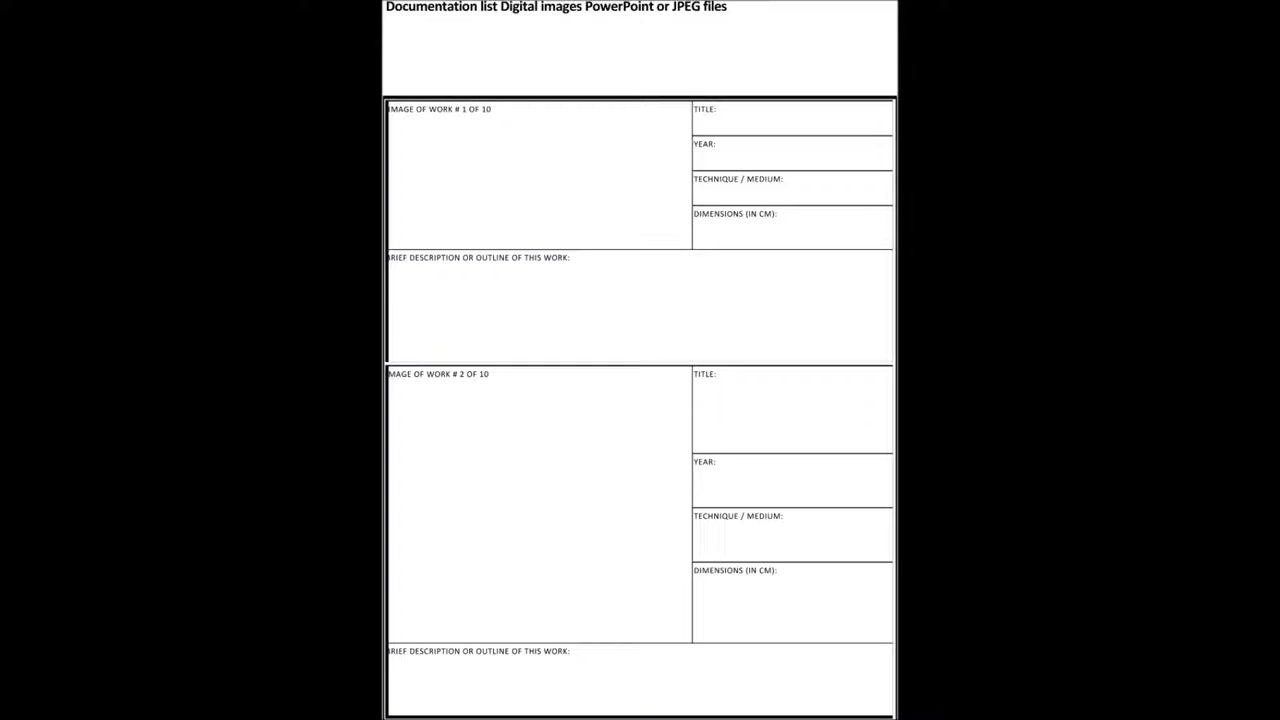 Documentation list Digital images PowerPoint or JPEG files
IMAGE OF WORK # 1 OF 10
TITLE:
YEAR:
TECHNIQUE / MEDIUM:
DIMENSIONS (IN CM):
BRIEF DESCRIPTION OR OUTLINE OF THIS WORK:
IMAGE OF WORK # 2 OF 10
TITLE:
YEAR:
TECHNIQUE / MEDIUM:
DIMENSIONS (IN CM):
BRIEF DESCRIPTION OR OUTLINE OF THIS WORK: